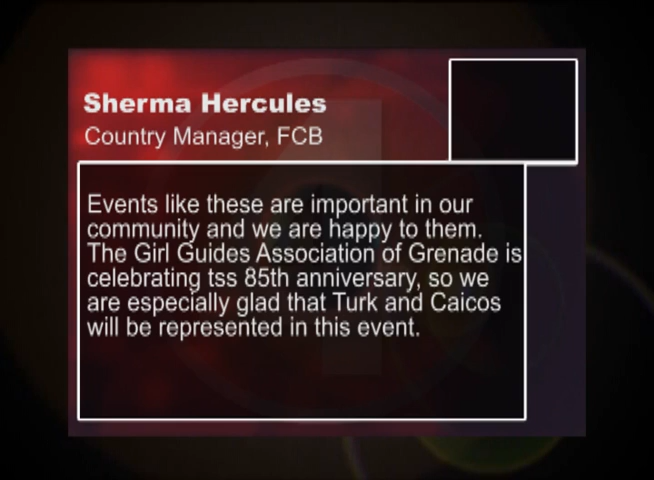 Sherma Hercules
Country Manager, FCB
Events like these are important in our
community and we are happy to them.
The Girl Guides Association of Grenade is
celebrating tss 85th anniversary, so we
are especially glad that Turk and Caicos
will be represented in this event.